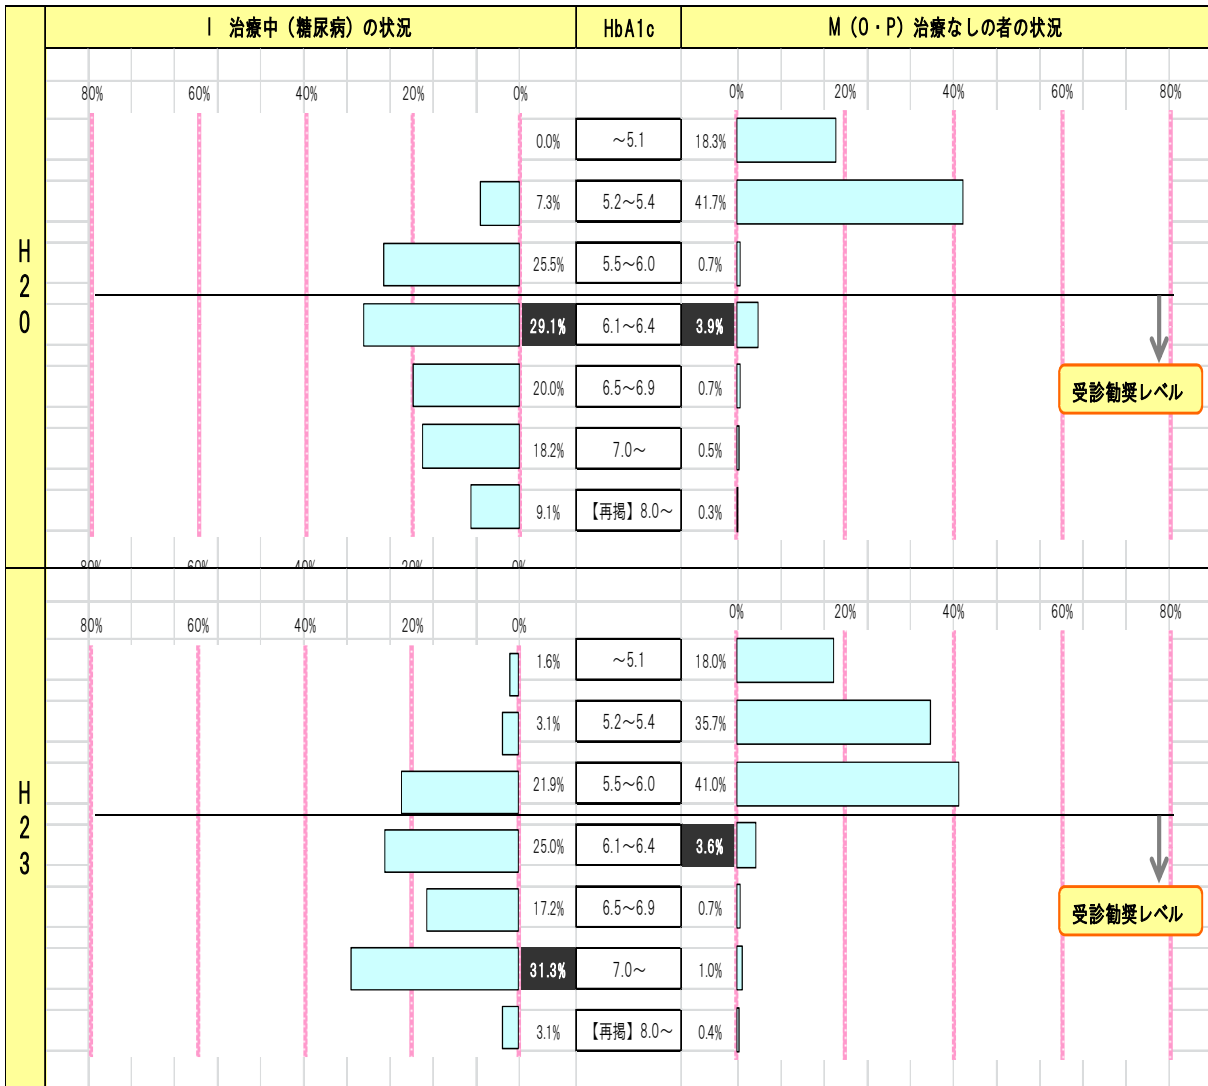 I 治療中（糖尿病）の状況 HbA1c M（O・P）治療なしの者の状況
80% 60% 40% 20% 0% 0% 20% 40% 60% 80%
H20
0.0% ～5.1 18.3%
7.3% 5.2～5.4 41.7%
25.5% 5.5～6.0 0.7%
29.1% 6.1～6.4 3.9%
20.0% 6.5～6.9 0.7%
受診勧奨レベル
18.2% 7.0～ 0.5%
9.1% 【再掲】8.0～ 0.3%
80% 60% 40% 20% 0%
0% 20% 40% 60% 80%
80% 60% 40% 20% 0%
H23
1.6% ～5.1 18.0%
3.1% 5.2～5.4 35.7%
21.9% 5.5～6.0 41.0%
25.0% 6.1～6.4 3.6%
17.2% 6.5～6.9 0.7%
受診勧奨レベル
31.3% 7.0～ 1.0%
3.1% 【再掲】8.0～ 0.4%